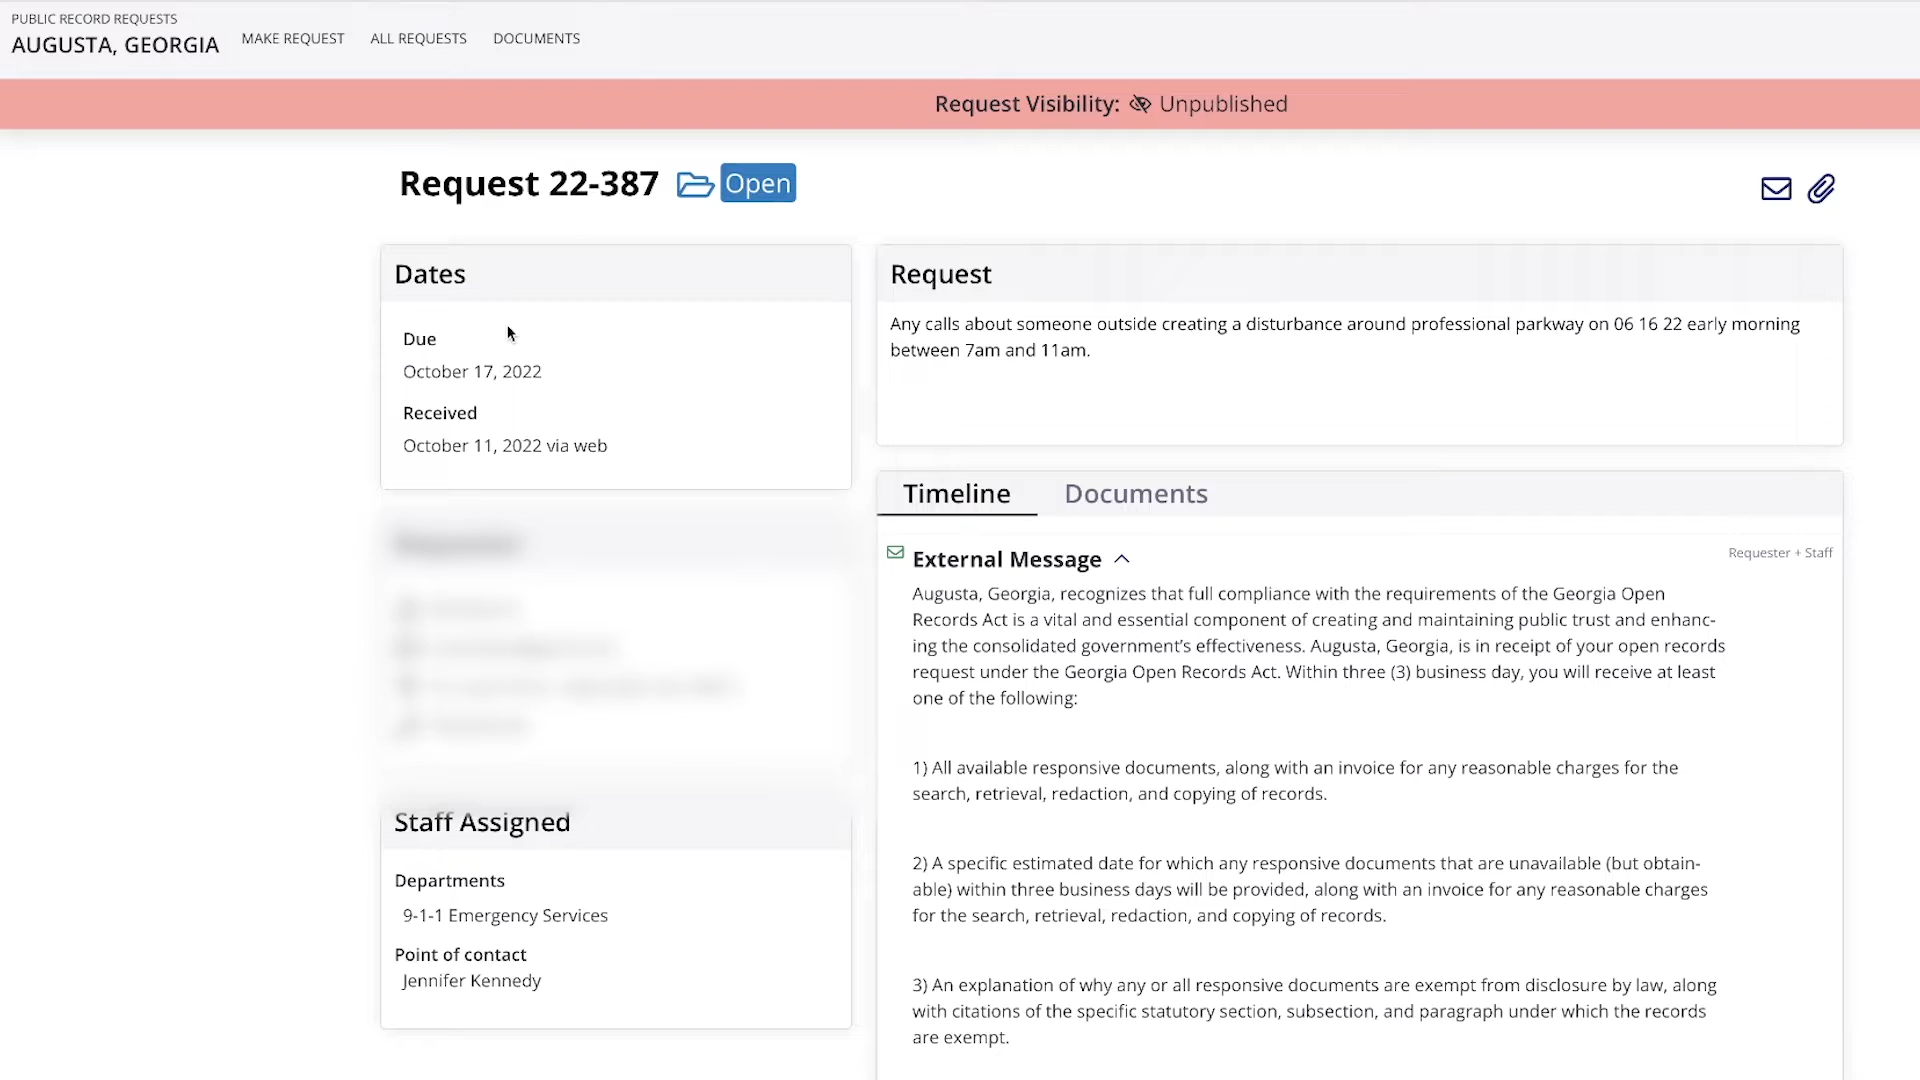 PUBLIC RECORD REQUESTS
AUGUSTA, GEORGIA
MAKE REQUEST
ALL REQUESTS
DOCUMENTS
Request Visibility: Unpublished
Request 22-387 Open
Dates
Due
October 17, 2022
Received
October 11, 2022 via web
Staff Assigned
Departments
9-1-1 Emergency Services
Point of contact
Jennifer Kennedy
Request
Any calls about someone outside creating a disturbance around professional parkway on 06 16 22 early morning
between 7am and 11am.
Timeline
Documents
External Message
Requester + Staff
Augusta, Georgia, recognizes that full compliance with the requirements of the Georgia Open
Records Act is a vital and essential component of creating and maintaining public trust and enhanc-
ing the consolidated government's effectiveness. Augusta, Georgia, is in receipt of your open records
request under the Georgia Open Records Act. Within three (3) business day, you will receive at least
one of the following:
1) All available responsive documents, along with an invoice for any reasonable charges for the
search, retrieval, redaction, and copying of records.
2) A specific estimated date for which any responsive documents that are unavailable (but obtain-
able) within three business days will be provided, along with an invoice for any reasonable charges
for the search, retrieval, redaction, and copying of records.
3) An explanation of why any or all responsive documents are exempt from disclosure by law, along
with citations of the specific statutory section, subsection, and paragraph under which the records
are exempt.